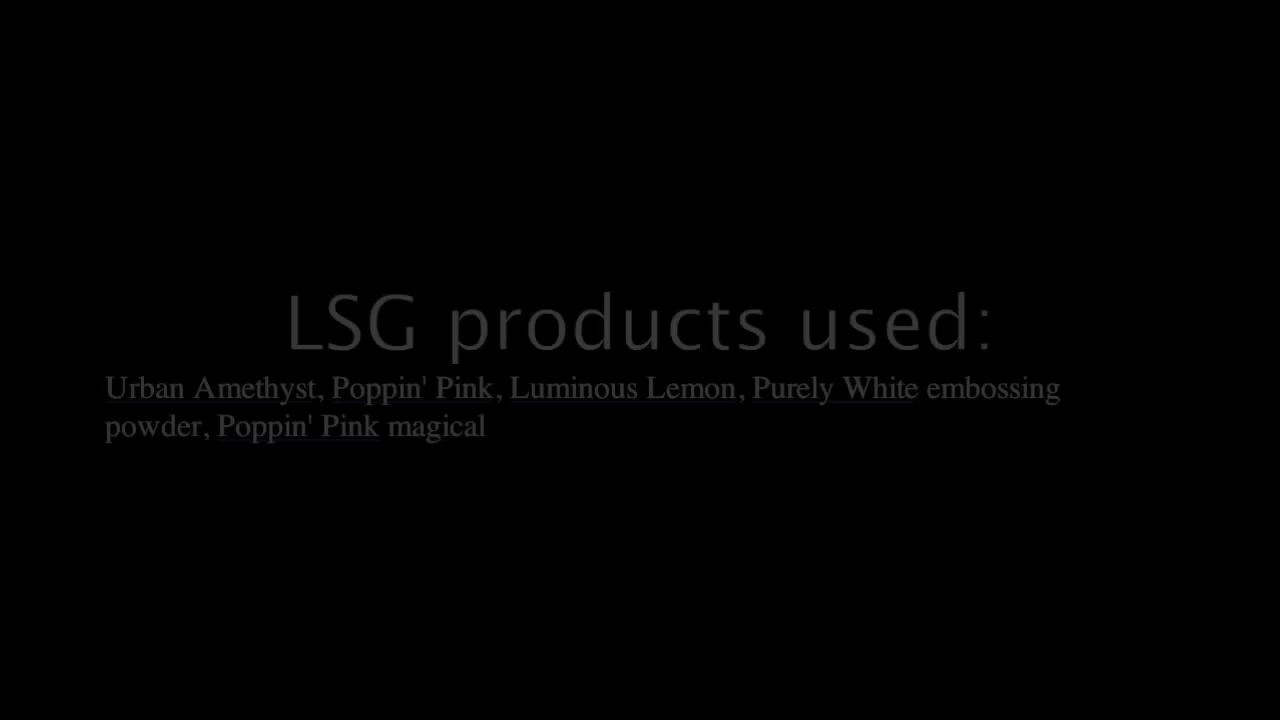 LSG products used:
Urban Amethyst, Poppin' Pink, Luminous Lemon, Purely White embossing
powder, Poppin' Pink magical